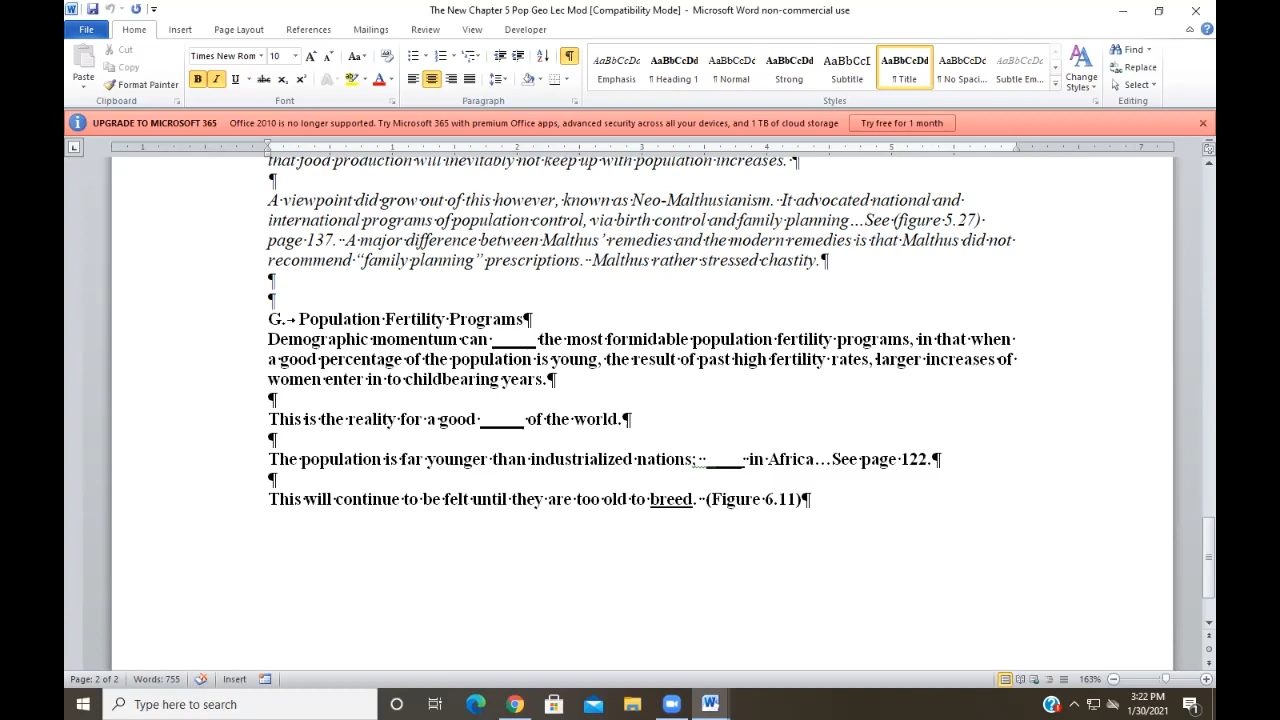 The New Chapter 5 Pop Geo Lec Mod [Compatibility Mode] - Microsoft Word non-commercial use
File Home Insert Page Layout References Mailings Review View Developer
Paste
Cut
Copy
Format Painter
Clipboard
Times New Rom 10
B I U abc
Font
Paragraph
AaBbCcDc AaBbCcDd AaBbCcDc AaBbCcDd AaBbCcI AaBbCcDd AaBbCcDc AaBbCcDc
Emphasis ¶ Heading 1 ¶ Normal Strong Subtitle ¶ Title ¶ No Spaci... Subtle Em...
Styles
Change Styles
Find
Replace
Select
Editing
UPGRADE TO MICROSOFT 365 Office 2010 is no longer supported. Try Microsoft 365 with premium Office apps, advanced security across all your devices, and 1 TB of cloud storage Try free for 1 month
1 1 2 3 4 5 6 7
that food production will inevitably not keep up with population increases. ¶
¶
A viewpoint did grow out of this however, known as Neo-Malthusianism. It advocated national and
international programs of population control, via birth control and family planning…See (figure 5.27)
page 137. A major difference between Malthus' remedies and the modern remedies is that Malthus did not
recommend “family planning” prescriptions. Malthus rather stressed chastity.¶
¶
¶
G.→ Population Fertility Programs¶
Demographic momentum can _____ the most formidable population fertility programs, in that when
a good percentage of the population is young, the result of past high fertility rates, larger increases of
women enter in to childbearing years.¶
¶
This is the reality for a good _____ of the world.¶
¶
The population is far younger than industrialized nations; ____ in Africa…See page 122.¶
¶
This will continue to be felt until they are too old to breed. (Figure 6.11)¶
Page: 2 of 2 Words: 755 Insert 163%
Type here to search
3:22 PM
1/30/2021